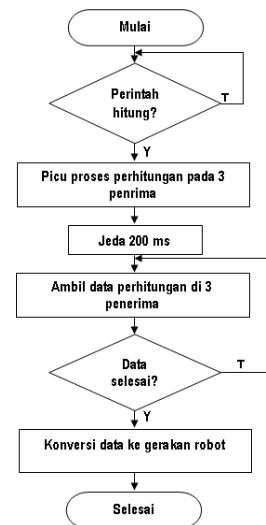 Mulai
Perintah
hitung?
T
Y
Picu proses perhitungan pada 3
penrima
Jeda 200 ms
Ambil data perhitungan di 3
penerima
Data
selesai?
T
Y
Konversi data ke gerakan robot
Selesai